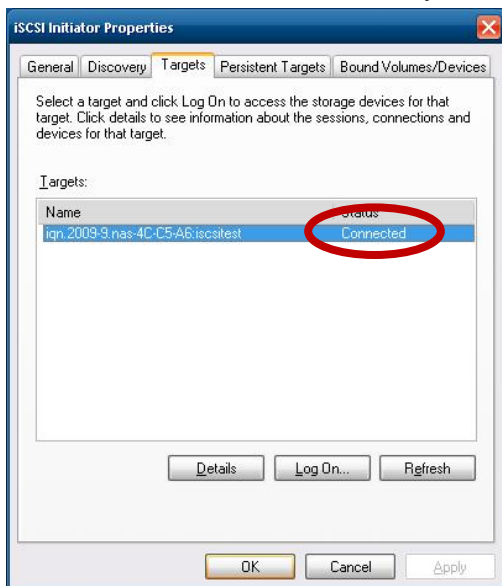 iSCSI Initiator Properties
General Discovery Targets Persistent Targets Bound Volumes/Devices
Select a target and click Log On to access the storage devices for that
target. Click details to see information about the sessions, connections and
devices for that target.
Targets:
Name Status
iqn.2009-9.nas-4C-C5-A6:iscsitest Connected
Details Log On... Refresh
OK Cancel Apply